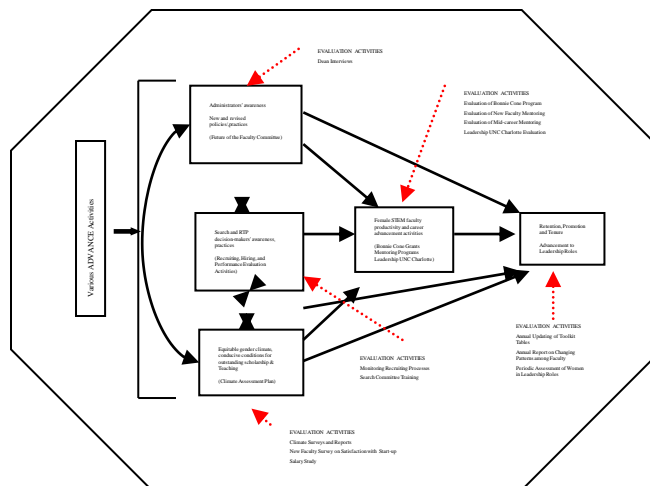 EVALUATION ACTIVITIES
Dean Interviews
EVALUATION ACTIVITIES
Evaluation of Bonnie Cone Program
Evaluation of New Faculty Mentoring
Evaluation of Mid-career Mentoring
Leadership UNC Charlotte Evaluation
Various ADVANCE Activities
Administrators' awareness
New and revised
policies/practices
(Future of the Faculty Committee)
Search and RTP
decision-makers' awareness,
practices
(Recruiting, Hiring, and
Performance Evaluation
Activities)
Female STEM faculty
productivity and career
advancement activities
(Bonnie Cone Grants
Mentoring Programs
Leadership UNC Charlotte)
Retention, Promotion
and Tenure
Advancement to
Leadership Roles
Equitable gender climate,
conducive conditions for
outstanding scholarship &
Teaching
(Climate Assessment Plan)
EVALUATION ACTIVITIES
Monitoring Recruiting Processes
Search Committee Training
EVALUATION ACTIVITIES
Annual Updating of Toolkit
Tables
Annual Report on Changing
Patterns among Faculty
Periodic Assessment of Women
in Leadership Roles
EVALUATION ACTIVITIES
Climate Surveys and Reports
New Faculty Survey on Satisfaction with Start-up
Salary Study